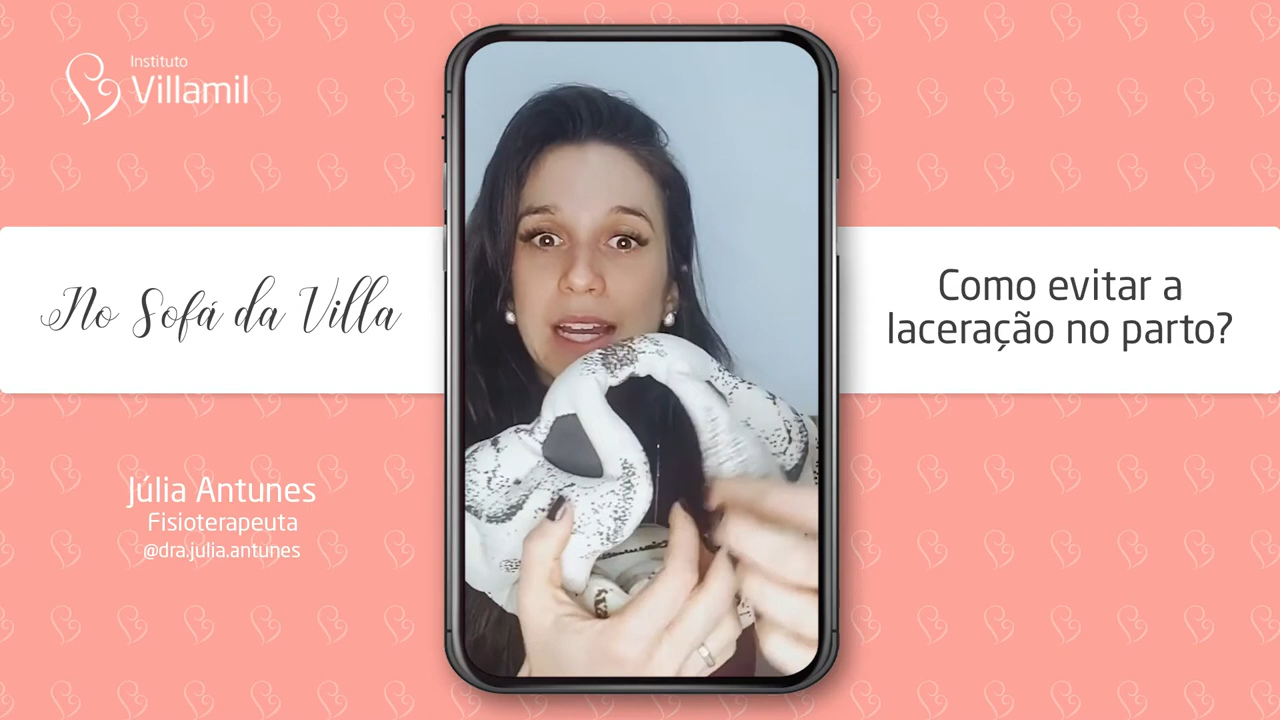 Instituto
Villamil
No Sofá da Villa
Como evitar a
laceração no parto?
Júlia Antunes
Fisioterapeuta
@dra.julia.antunes